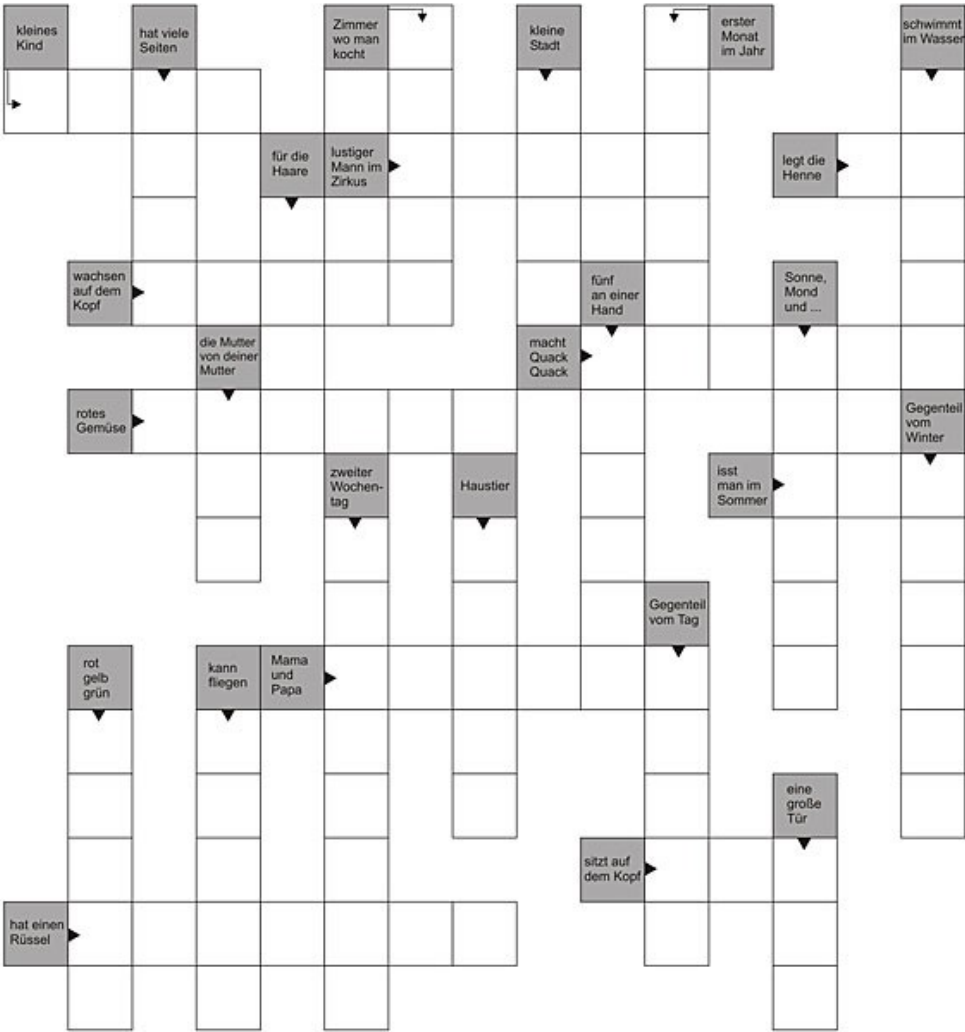 kleines
Kind
hat viele
Seiten
Zimmer
wo man
kocht
kleine
Stadt
erster
Monat
im Jahr
schwimmt
im Wasser
für die
Haare
lustiger
Mann im
Zirkus
legt die
Henne
wachsen
auf dem
Kopf
fünf
an einer
Hand
Sonne,
Mond
und ...
die Mutter
von deiner
Mutter
macht
Quack
Quack
rotes
Gemüse
Gegenteil
vom
Winter
zweiter
Wochen-
tag
Haustier
isst
man im
Sommer
Gegenteil
vom Tag
rot
gelb
grün
kann
fliegen
Mama
und
Papa
eine
große
Tür
sitzt auf
dem Kopf
hat einen
Rüssel